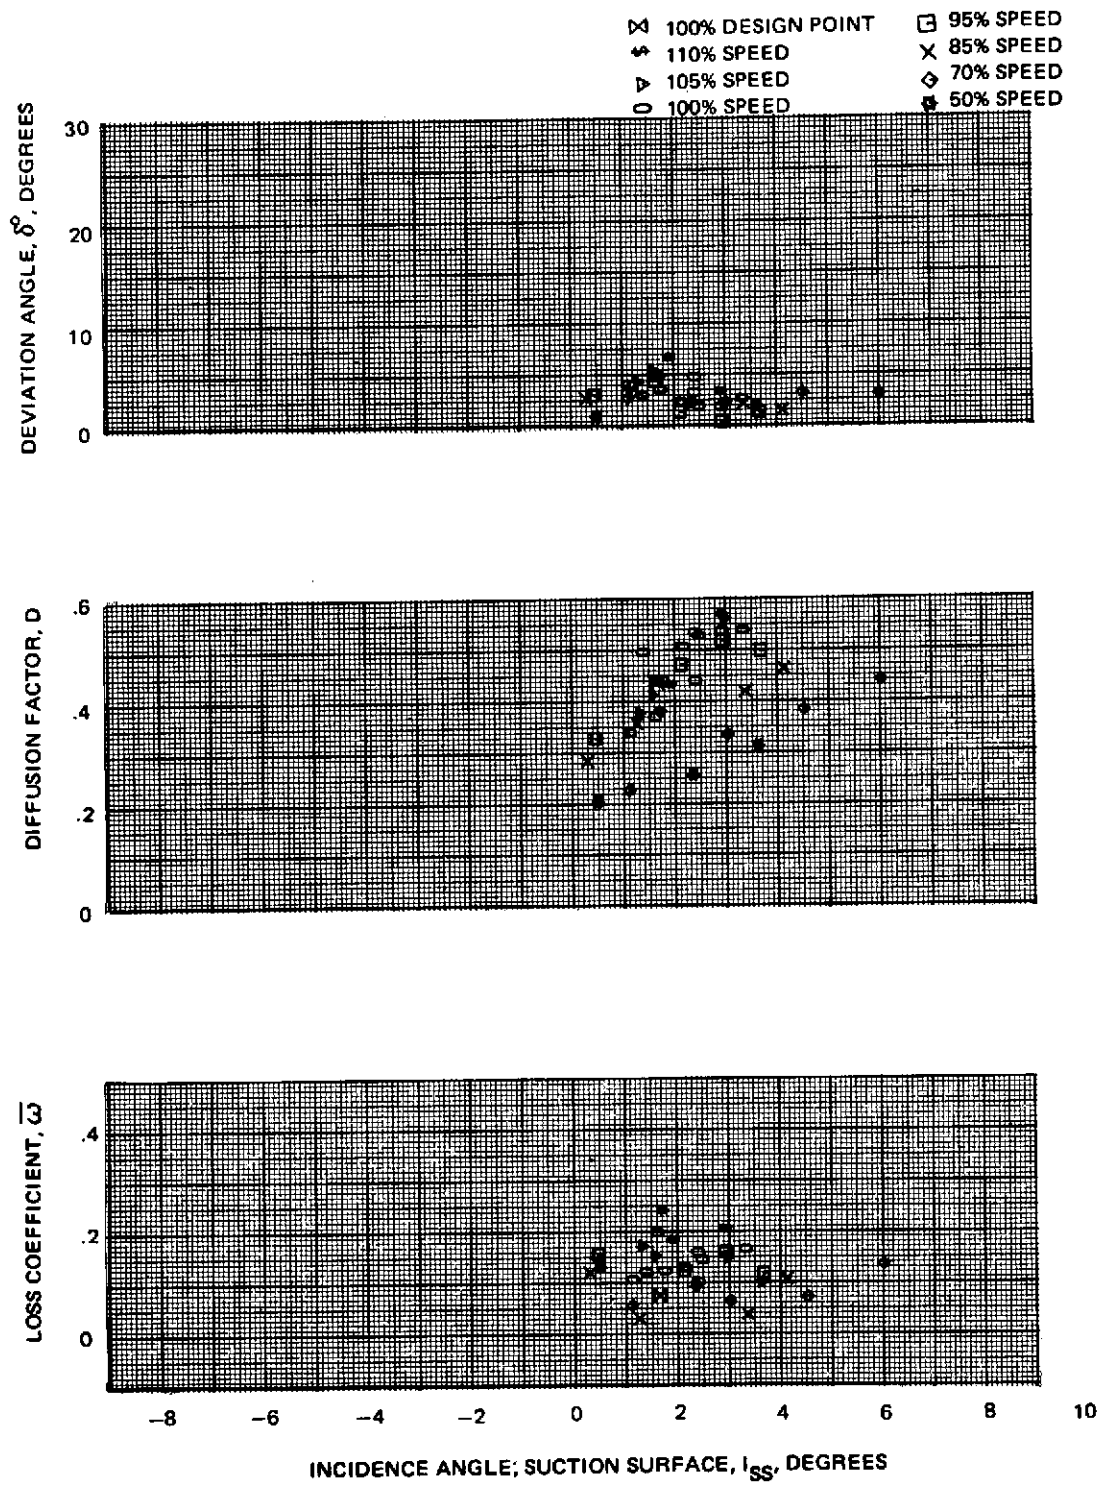 100% DESIGN POINT
110% SPEED
105% SPEED
100% SPEED
95% SPEED
85% SPEED
70% SPEED
50% SPEED
DEVIATION ANGLE, δ°, DEGREES
30
20
10
0
DIFFUSION FACTOR, D
.6
.4
.2
0
LOSS COEFFICIENT, ω̅
.4
.2
0
−8 −6 −4 −2 0 2 4 6 8 10
INCIDENCE ANGLE; SUCTION SURFACE, I_SS, DEGREES